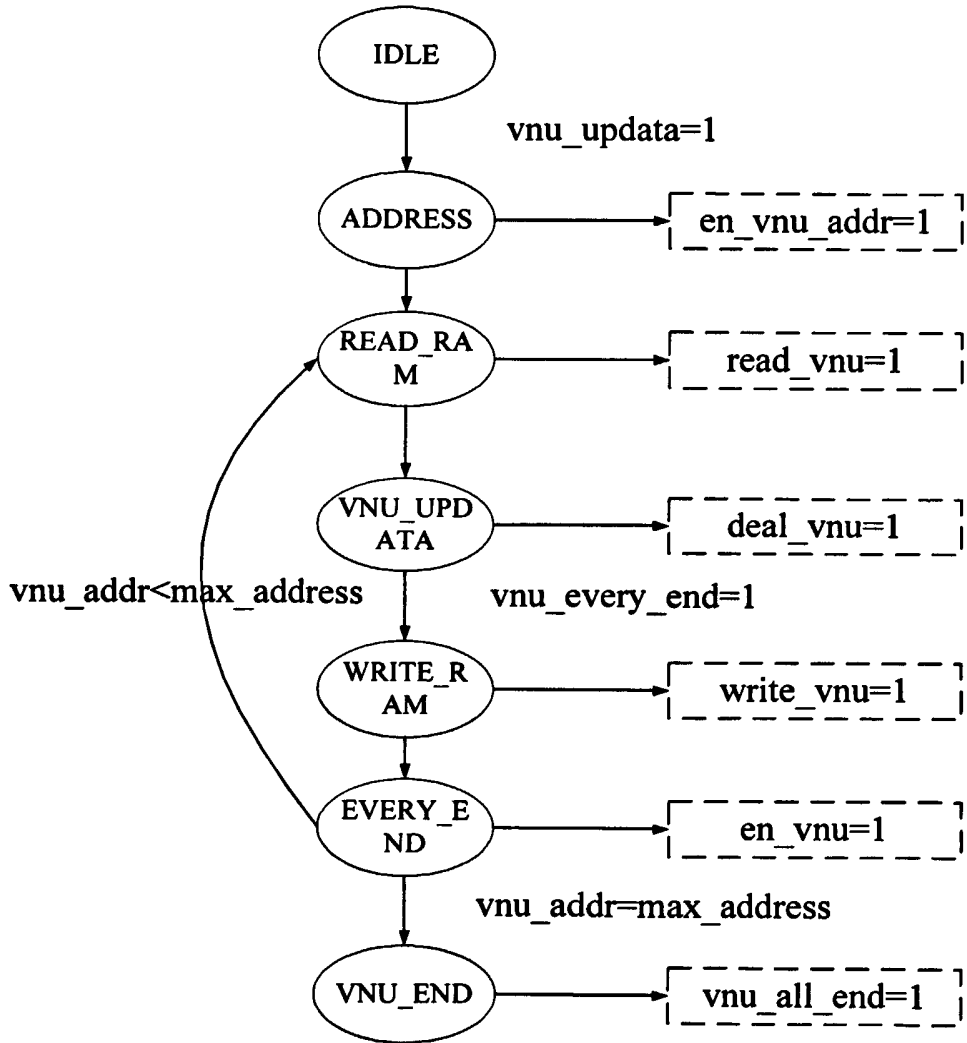 IDLE
vnu_updata=1
ADDRESS
en_vnu_addr=1
READ_RA
M
read_vnu=1
VNU_UPD
ATA
deal_vnu=1
vnu_addr<max_address
vnu_every_end=1
WRITE_R
AM
write_vnu=1
EVERY_E
ND
en_vnu=1
vnu_addr=max_address
VNU_END
vnu_all_end=1